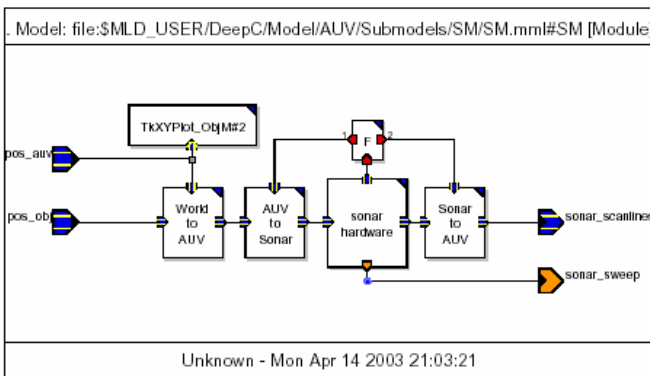 . Model: file:$MLD_USER/DeepC/Model/AUV/Submodels/SM/SM.mml#SM [Module]
TkXYPlot_ObjM#2
1
F
2
pos_auv
pos_obj
World
to
AUV
AUV
to
Sonar
sonar
hardware
Sonar
to
AUV
sonar_scanlines
sonar_sweep
Unknown - Mon Apr 14 2003 21:03:21